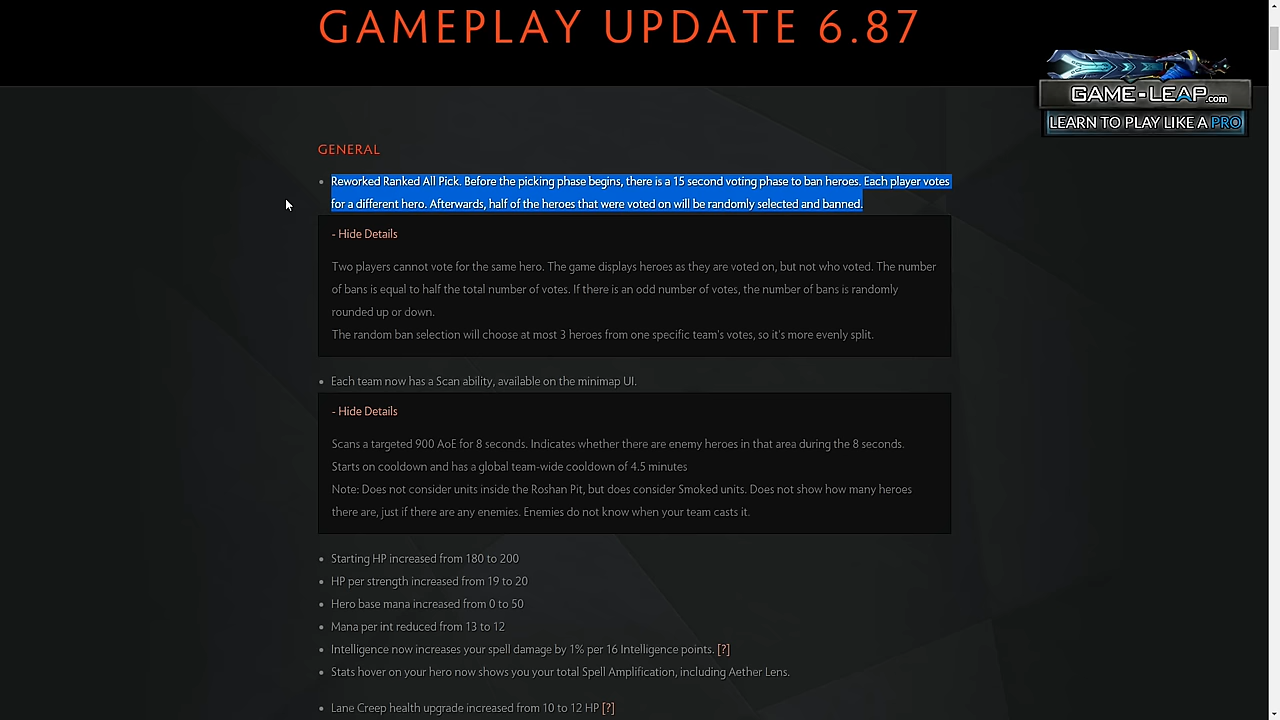 GAMEPLAY UPDATE 6.87
GAME-LEAP.com
LEARN TO PLAY LIKE A PRO
GENERAL
Reworked Ranked All Pick. Before the picking phase begins, there is a 15 second voting phase to ban heroes. Each player votes
for a different hero. Afterwards, half of the heroes that were voted on will be randomly selected and banned.
- Hide Details
Two players cannot vote for the same hero. The game displays heroes as they are voted on, but not who voted. The number
of bans is equal to half the total number of votes. If there is an odd number of votes, the number of bans is randomly
rounded up or down.
The random ban selection will choose at most 3 heroes from one specific team's votes, so it's more evenly split.
Each team now has a Scan ability, available on the minimap UI.
- Hide Details
Scans a targeted 900 AoE for 8 seconds. Indicates whether there are enemy heroes in that area during the 8 seconds.
Starts on cooldown and has a global team-wide cooldown of 4.5 minutes
Note: Does not consider units inside the Roshan Pit, but does consider Smoked units. Does not show how many heroes
there are, just if there are any enemies. Enemies do not know when your team casts it.
Starting HP increased from 180 to 200
HP per strength increased from 19 to 20
Hero base mana increased from 0 to 50
Mana per int reduced from 13 to 12
Intelligence now increases your spell damage by 1% per 16 Intelligence points. [?]
Stats hover on your hero now shows you your total Spell Amplification, including Aether Lens.
Lane Creep health upgrade increased from 10 to 12 HP [?]